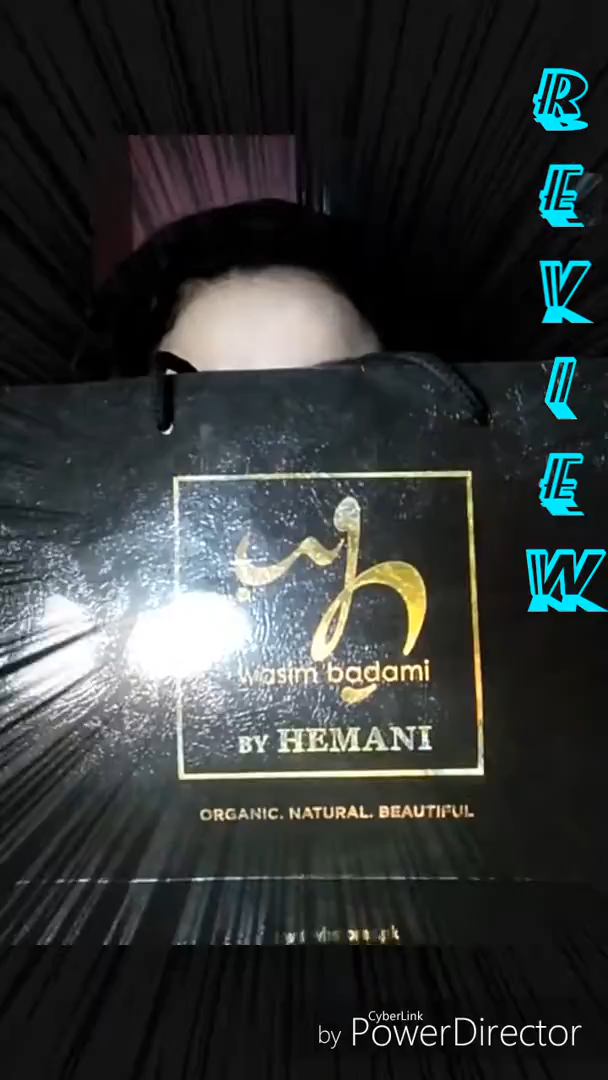 REVIEW
wasim badami
BY HEMANI
ORGANIC. NATURAL. BEAUTIFUL
CyberLink
by PowerDirector